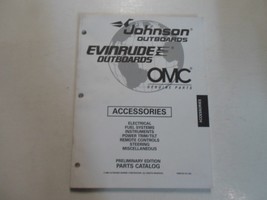 Johnson
OUTBOARDS
EVINRUDE
OUTBOARDS
OMC
GENUINE PARTS
ACCESSORIES
ELECTRICAL
FUEL SYSTEMS
INSTRUMENTS
POWER TRIM/TILT
REMOTE CONTROLS
STEERING
MISCELLANEOUS
PRELIMINARY EDITION
PARTS CATALOG
ACCESSORIES